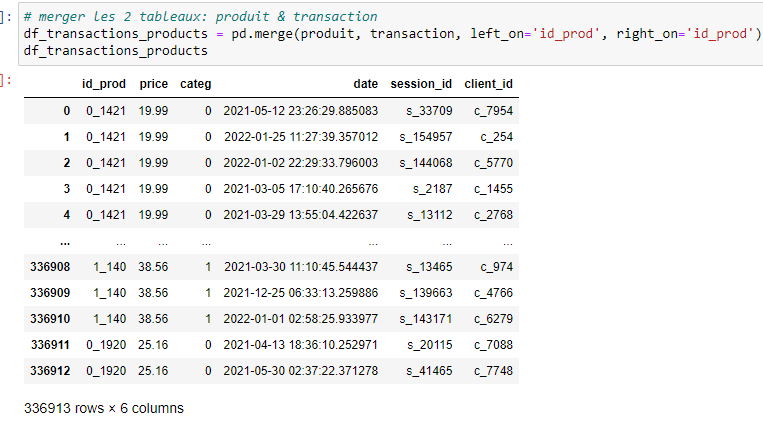 ]: # merger les 2 tableaux: produit & transaction
df_transactions_products = pd.merge(produit, transaction, left_on='id_prod', right_on='id_prod')
df_transactions_products
]:
id_prod price categ date session_id client_id
0 0_1421 19.99 0 2021-05-12 23:26:29.885083 s_33709 c_7954
1 0_1421 19.99 0 2022-01-25 11:27:39.357012 s_154957 c_254
2 0_1421 19.99 0 2022-01-02 22:29:33.796003 s_144068 c_5770
3 0_1421 19.99 0 2021-03-05 17:10:40.265676 s_2187 c_1455
4 0_1421 19.99 0 2021-03-29 13:55:04.422637 s_13112 c_2768
... ... ... ... ... ... ...
336908 1_140 38.56 1 2021-03-30 11:10:45.544437 s_13465 c_974
336909 1_140 38.56 1 2021-12-25 06:33:13.259886 s_139663 c_4766
336910 1_140 38.56 1 2022-01-01 02:58:25.933977 s_143171 c_6279
336911 0_1920 25.16 0 2021-04-13 18:36:10.252971 s_20115 c_7088
336912 0_1920 25.16 0 2021-05-30 02:37:22.371278 s_41465 c_7748
336913 rows × 6 columns